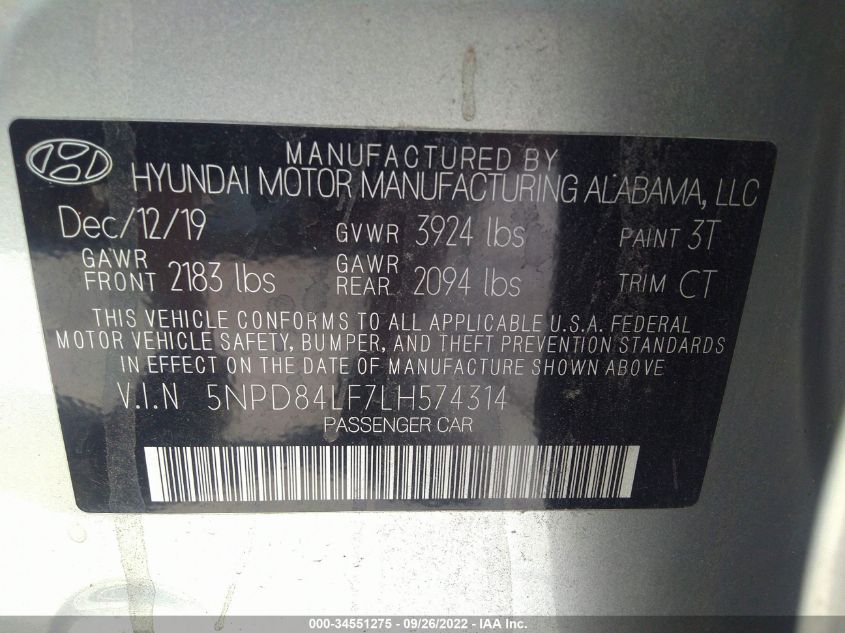 MANUFACTURED BY
HYUNDAI MOTOR MANUFACTURING ALABAMA, LLC
Dec/12/19 GVWR 3924 lbs PAINT 3T
GAWR FRONT 2183 lbs GAWR REAR 2094 lbs TRIM CT
THIS VEHICLE CONFORMS TO ALL APPLICABLE U.S.A. FEDERAL
MOTOR VEHICLE SAFETY, BUMPER, AND THEFT PREVENTION STANDARDS
IN EFFECT ON THE DATE OF MANUFACTURE SHOWN ABOVE
V.I.N 5NPD84LF7LH574314
PASSENGER CAR
000-34551275 - 09/26/2022 - IAA Inc.